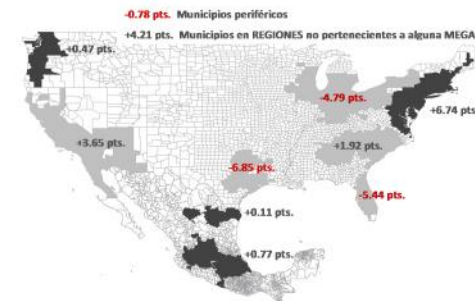 -0.78 pts. Municipios periféricos
+4.21 pts. Municipios en REGIONES no pertenecientes a alguna MEGA
+0.47 pts.
-4.79 pts.
+6.74 pts
+3.65 pts.
+1.92 pts.
-6.85 pts.
-5.44 pts.
+0.11 pts.
+0.77 pts.